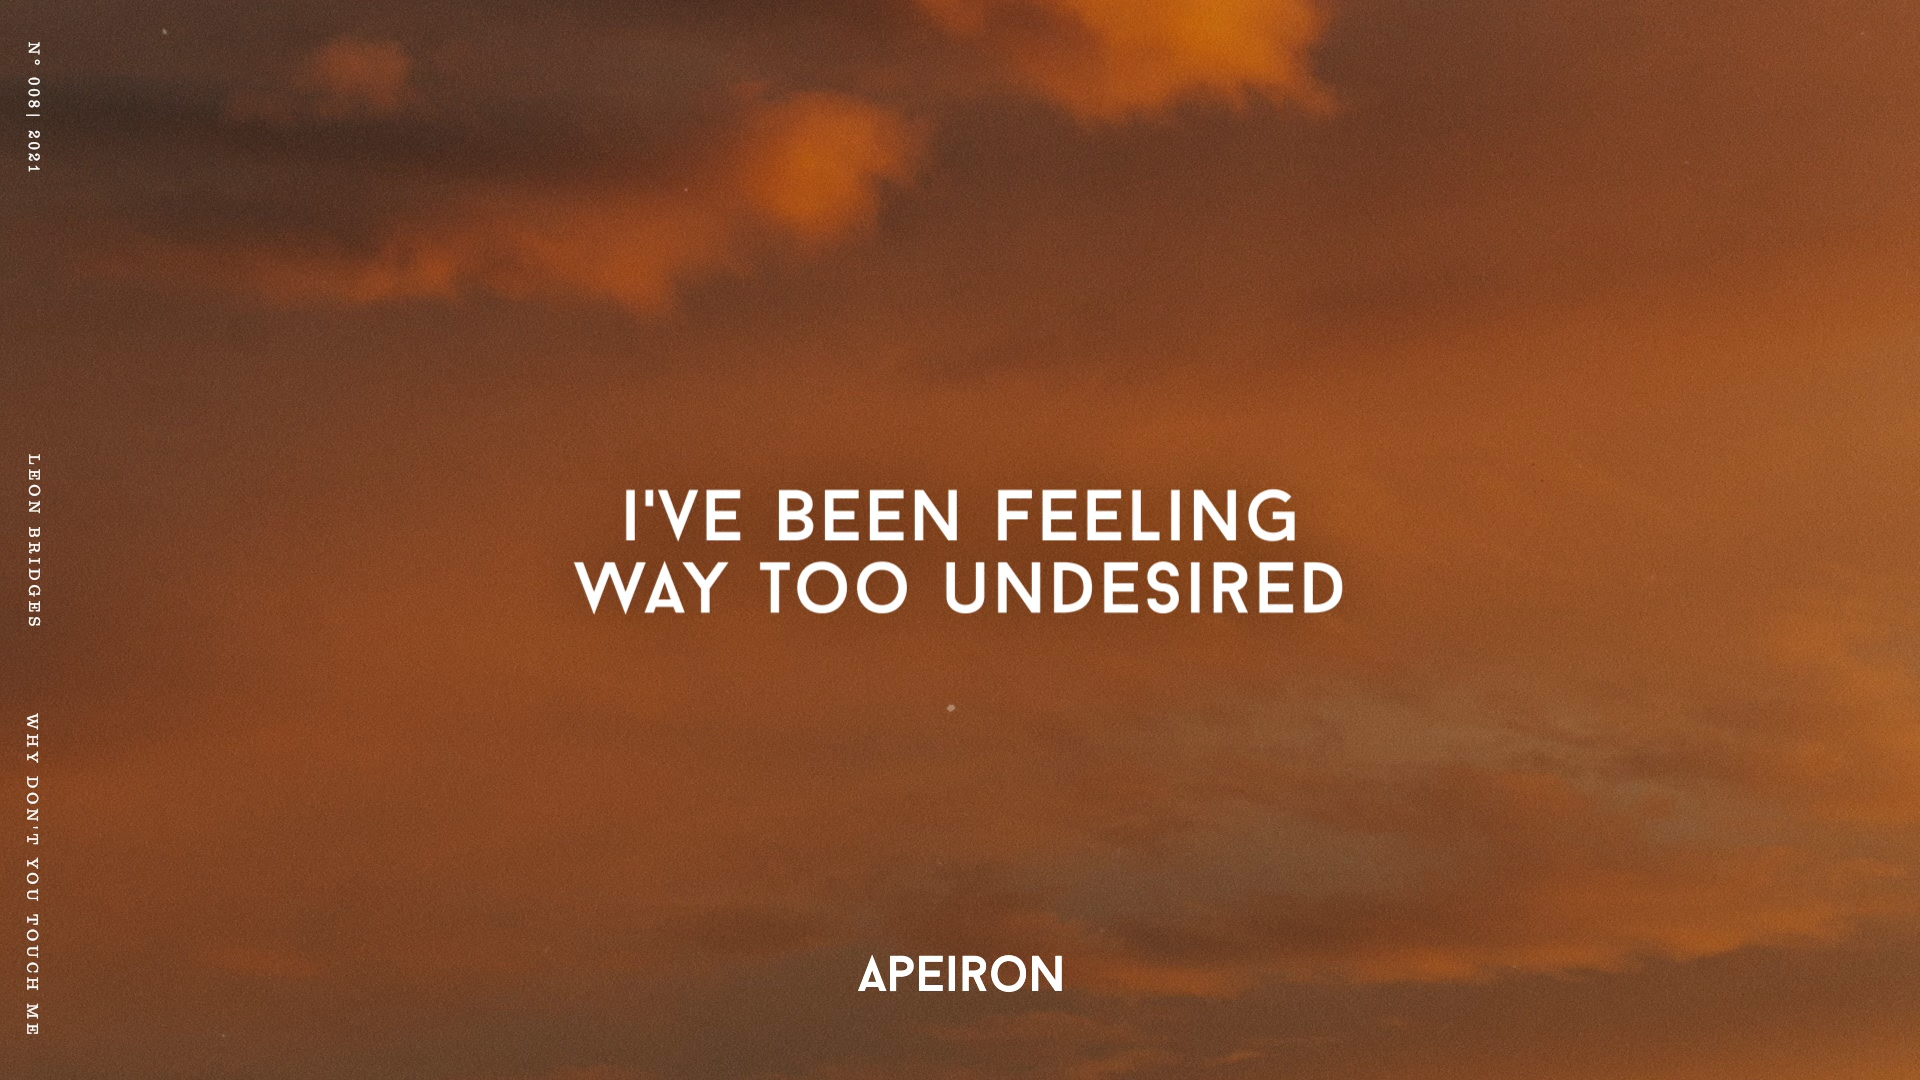 N° 008 | 2021
LEON BRIDGES
WHY DON'T YOU TOUCH ME
I'VE BEEN FEELING
WAY TOO UNDESIRED
APEIRON